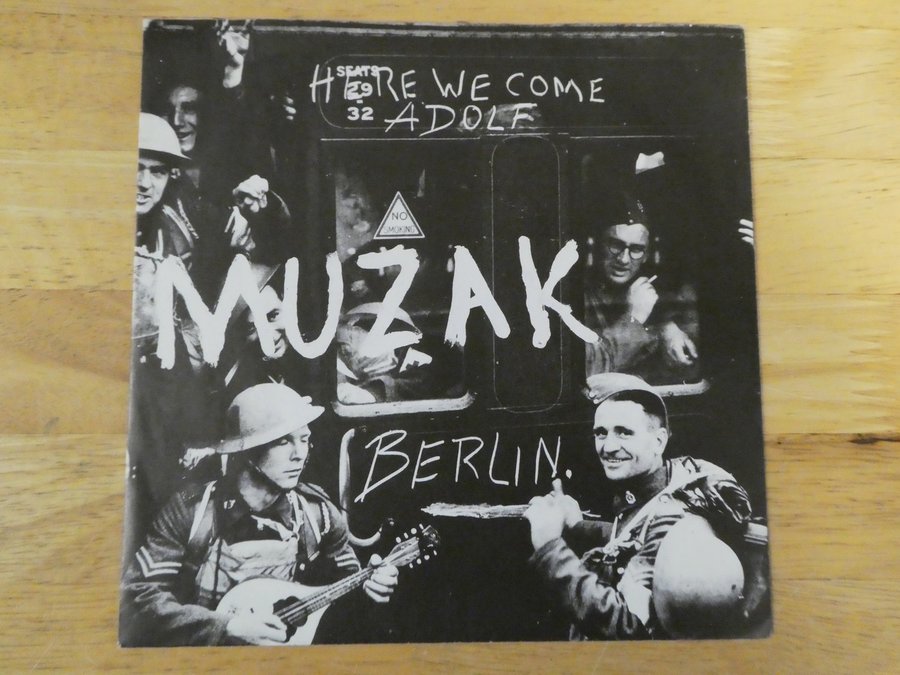 HERE WE COME
ADOLF
SEATS
29
-
32
NO
SMOKING
MUZAK
BERLIN.